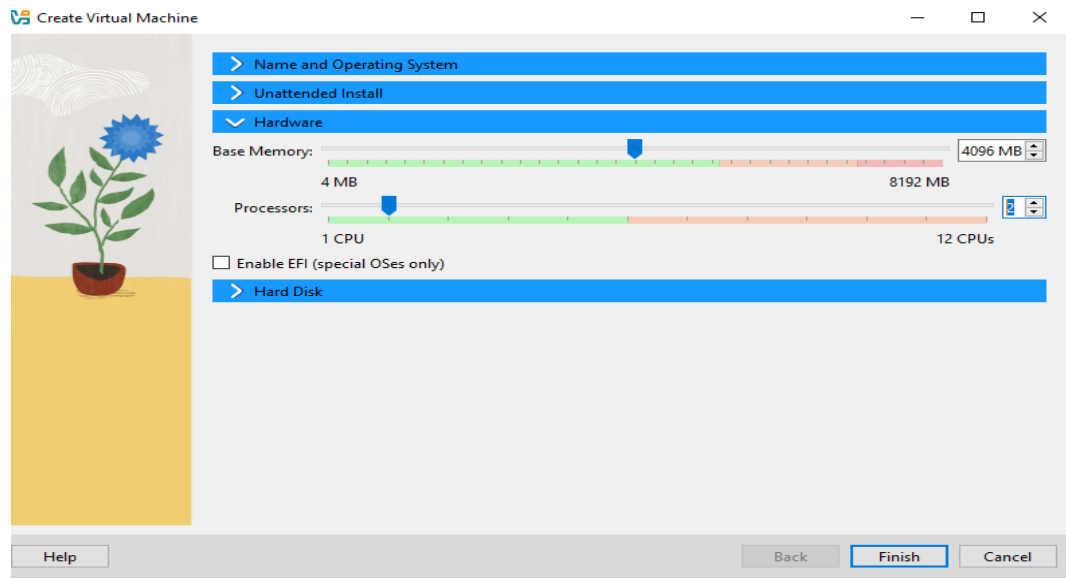 Create Virtual Machine
Name and Operating System
Unattended Install
Hardware
Base Memory: 4096 MB
4 MB 8192 MB
Processors: 2
1 CPU 12 CPUs
Enable EFI (special OSes only)
Hard Disk
Help Back Finish Cancel